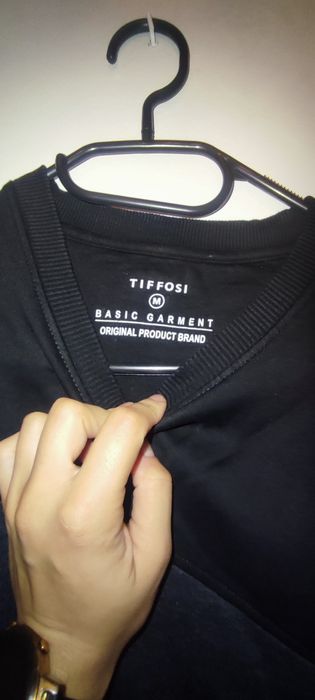 TIFFOSI
M
BASIC GARMENT
ORIGINAL PRODUCT BRAND